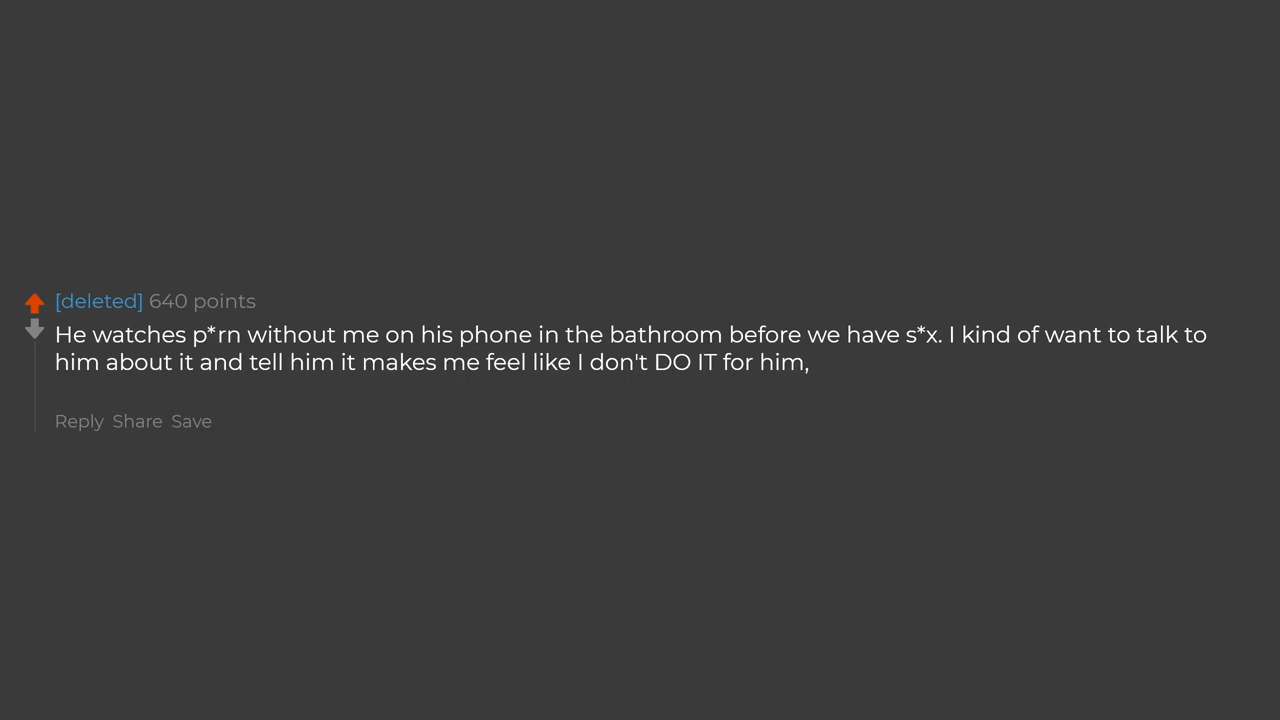 [deleted] 640 points
He watches p*rn without me on his phone in the bathroom before we have s*x. I kind of want to talk to
him about it and tell him it makes me feel like I don't DO IT for him,
Reply Share Save